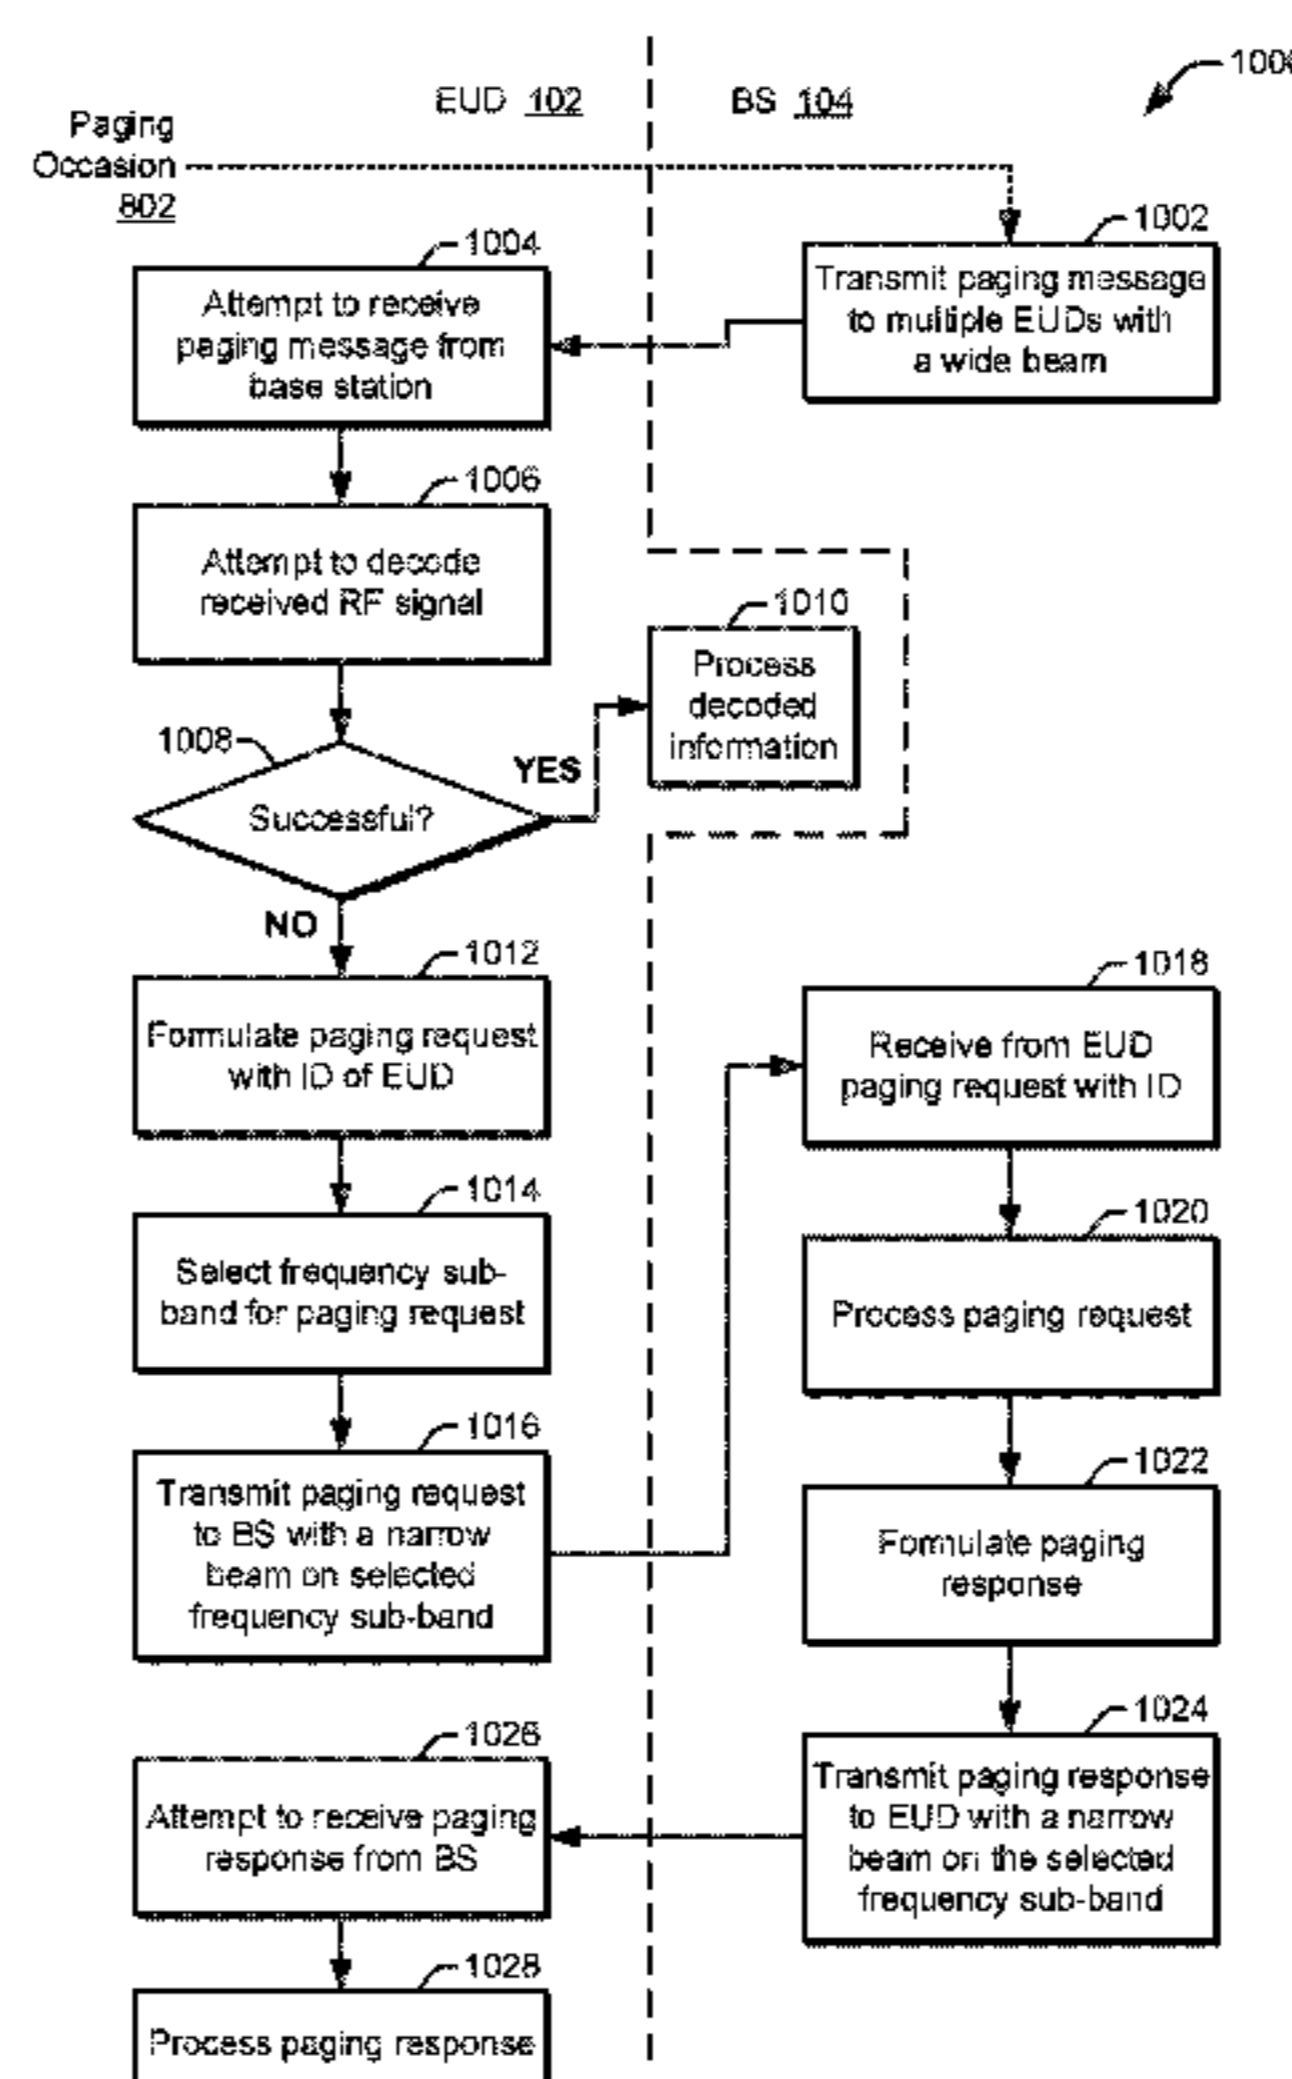 1000
EUD 102
BS 104
Paging
Occasion
802
1002
Transmit paging message
to multiple EUDs with
a wide beam
1004
Attempt to receive
paging message from
base station
1006
Attempt to decode
received RF signal
1008
Successful?
YES
1010
Process
decoded
information
NO
1012
Formulate paging request
with ID of EUD
1014
Select frequency sub-
band for paging request
1016
Transmit paging request
to BS with a narrow
beam on selected
frequency sub-band
1018
Receive from EUD
paging request with ID
1020
Process paging request
1022
Formulate paging
response
1024
Transmit paging response
to EUD with a narrow
beam on the selected
frequency sub-band
1026
Attempt to receive paging
response from BS
1028
Process paging response